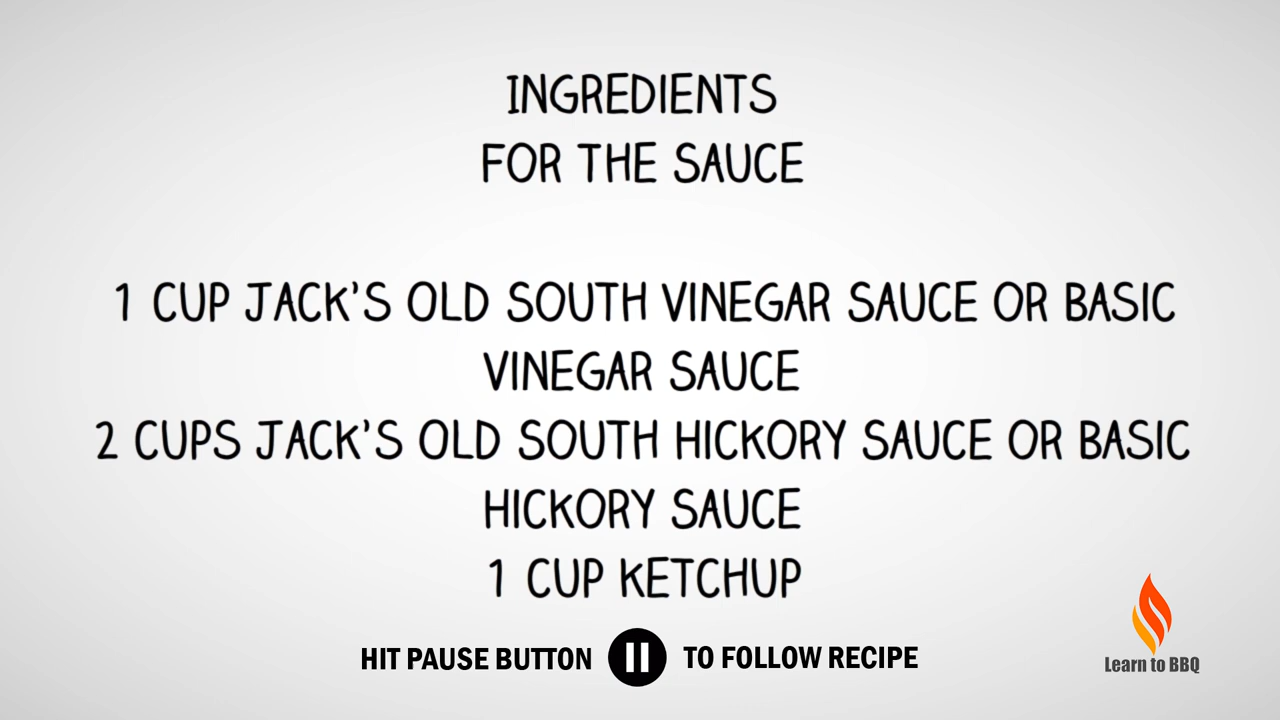 INGREDIENTS
FOR THE SAUCE
1 CUP JACK'S OLD SOUTH VINEGAR SAUCE OR BASIC
VINEGAR SAUCE
2 CUPS JACK'S OLD SOUTH HICKORY SAUCE OR BASIC
HICKORY SAUCE
1 CUP KETCHUP
HIT PAUSE BUTTON TO FOLLOW RECIPE
Learn to BBQ